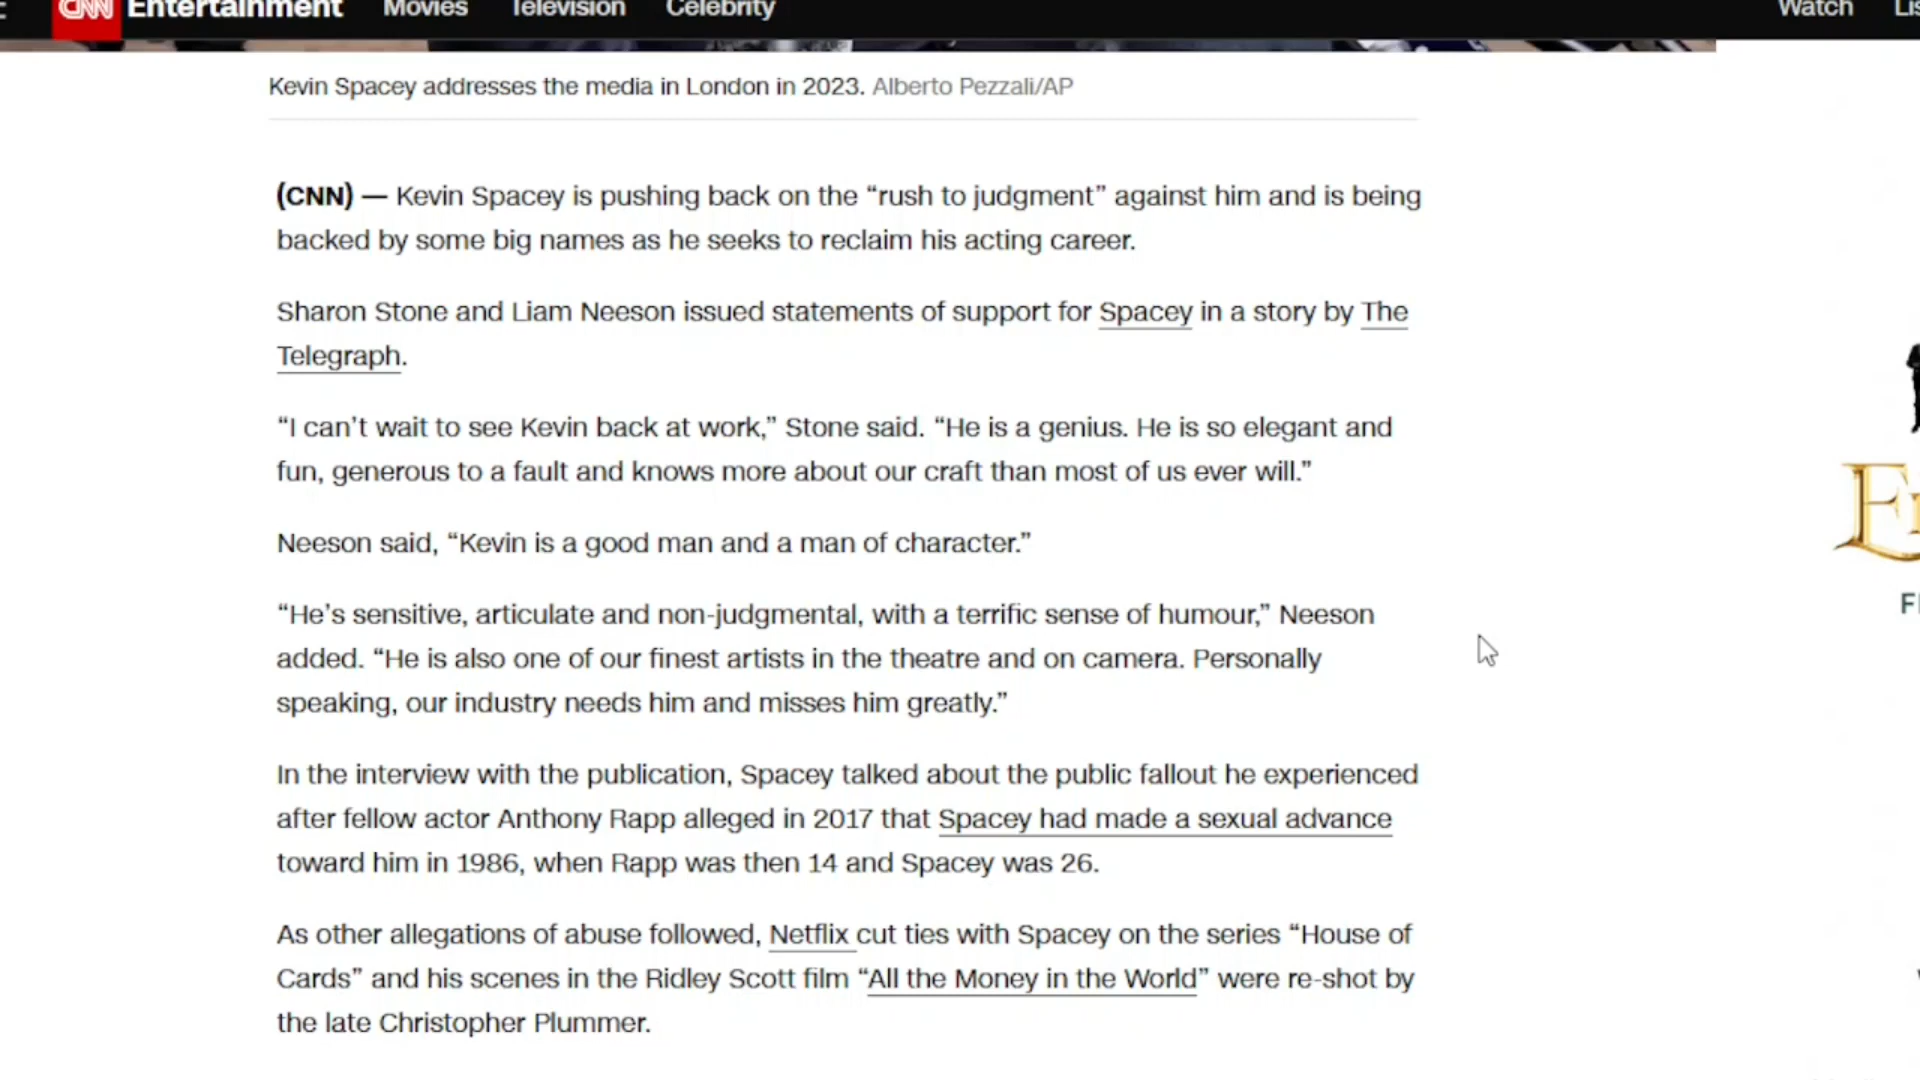 CNN Entertainment Movies Television Celebrity Watch
Kevin Spacey addresses the media in London in 2023. Alberto Pezzali/AP
(CNN) — Kevin Spacey is pushing back on the “rush to judgment” against him and is being
backed by some big names as he seeks to reclaim his acting career.
Sharon Stone and Liam Neeson issued statements of support for Spacey in a story by The
Telegraph.
“I can’t wait to see Kevin back at work,” Stone said. “He is a genius. He is so elegant and
fun, generous to a fault and knows more about our craft than most of us ever will.”
Neeson said, “Kevin is a good man and a man of character.”
“He’s sensitive, articulate and non-judgmental, with a terrific sense of humour,” Neeson
added. “He is also one of our finest artists in the theatre and on camera. Personally
speaking, our industry needs him and misses him greatly.”
In the interview with the publication, Spacey talked about the public fallout he experienced
after fellow actor Anthony Rapp alleged in 2017 that Spacey had made a sexual advance
toward him in 1986, when Rapp was then 14 and Spacey was 26.
As other allegations of abuse followed, Netflix cut ties with Spacey on the series “House of
Cards” and his scenes in the Ridley Scott film “All the Money in the World” were re-shot by
the late Christopher Plummer.